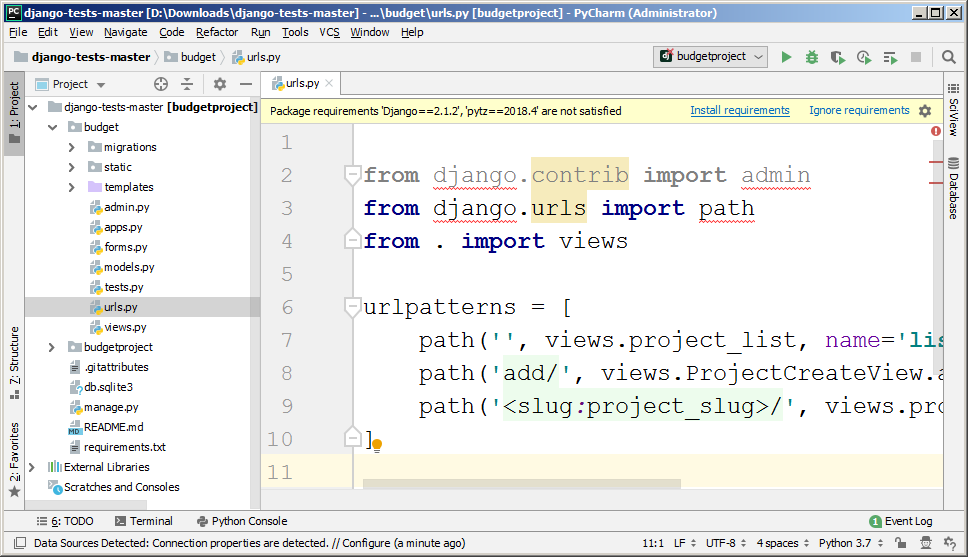 django-tests-master [D:\Downloads\django-tests-master] - ...\budget\urls.py [budgetproject] - PyCharm (Administrator)
File Edit View Navigate Code Refactor Run Tools VCS Window Help
django-tests-master budget urls.py budgetproject
1: Project
Project
django-tests-master [budgetproject]
budget
migrations
static
templates
admin.py
apps.py
forms.py
models.py
tests.py
urls.py
views.py
budgetproject
.gitattributes
db.sqlite3
manage.py
README.md
requirements.txt
External Libraries
Scratches and Consoles
7: Structure
2: Favorites
urls.py
Package requirements 'Django==2.1.2', 'pytz==2018.4' are not satisfied Install requirements Ignore requirements
1
2 from django.contrib import admin
3 from django.urls import path
4 from . import views
5
6 urlpatterns = [
7 path('', views.project_list, name='lis
8 path('add/', views.ProjectCreateView.a
9 path('<slug:project_slug>/', views.pro
10 ]
11
SciView
Database
6: TODO Terminal Python Console 1 Event Log
Data Sources Detected: Connection properties are detected. // Configure (a minute ago) 11:1 LF UTF-8 4 spaces Python 3.7